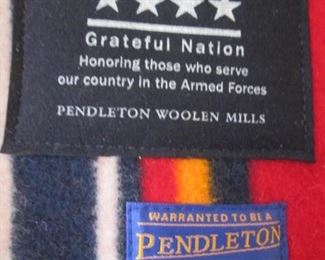 Grateful Nation
Honoring those who serve
our country in the Armed Forces
PENDLETON WOOLEN MILLS
WARRANTED TO BE A
PENDLETON